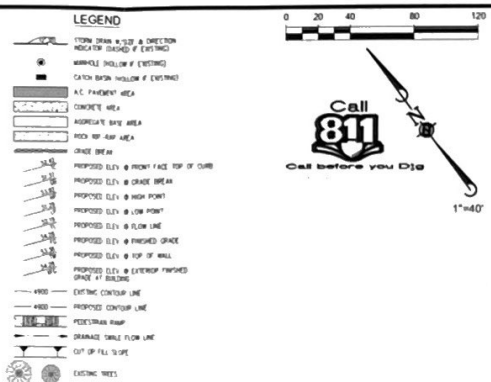 LEGEND
STORM DRAIN W/SIZE & DIRECTION
INDICATOR (DASHED IF EXISTING)
MANHOLE (HOLLOW IF EXISTING)
CATCH BASIN (HOLLOW IF EXISTING)
A.C. PAVEMENT AREA
CONCRETE AREA
AGGREGATE BASE AREA
ROCK RIP-RAP AREA
GRADE BREAK
PROPOSED ELEV @ FRONT FACE TOP OF CURB
PROPOSED ELEV @ GRADE BREAK
PROPOSED ELEV @ HIGH POINT
PROPOSED ELEV @ LOW POINT
PROPOSED ELEV @ FLOW LINE
PROPOSED ELEV @ FINISHED GRADE
PROPOSED ELEV @ TOP OF WALL
PROPOSED ELEV @ EXTERIOR FINISHED
GRADE AT BUILDING
4900 EXISTING CONTOUR LINE
4900 PROPOSED CONTOUR LINE
PEDESTRIAN RAMP
DRAINAGE SWALE FLOW LINE
CUT OR FILL SLOPE
EXISTING TREES
0 20 40 80 120
Call
811
Call before you Dig
N
1"=40'